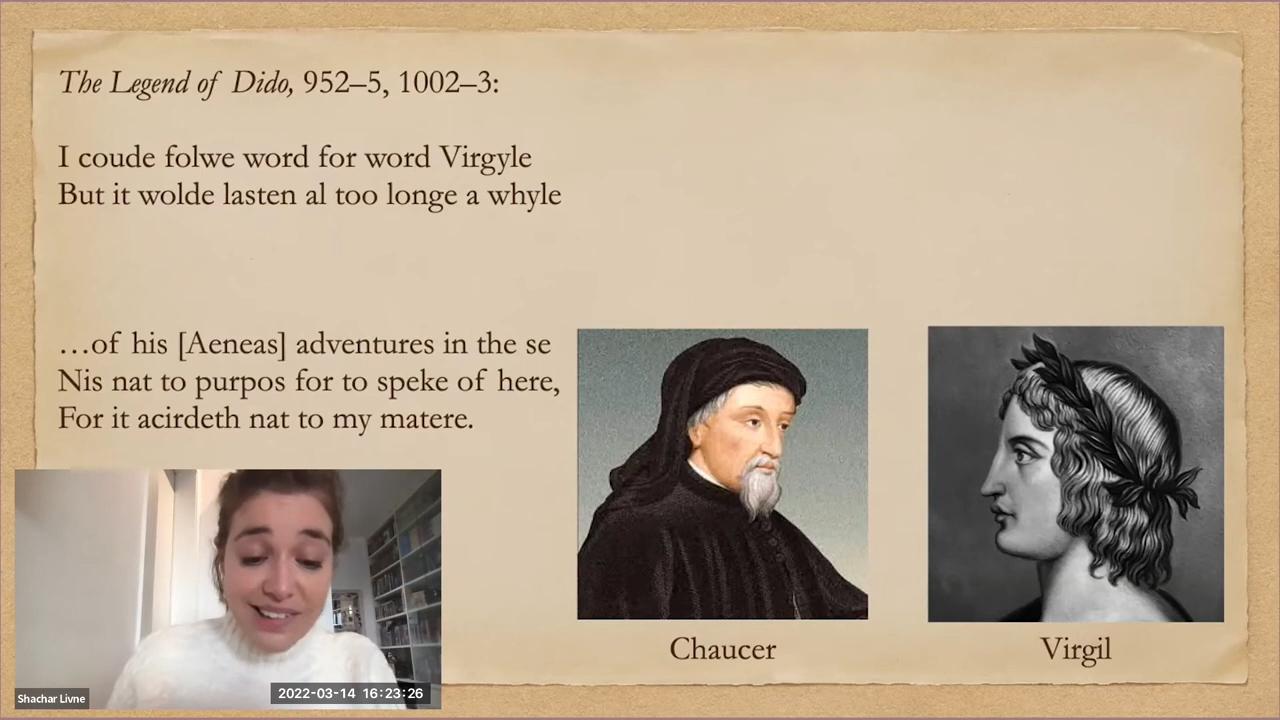 The Legend of Dido, 952–5, 1002–3:
I coude folwe word for word Virgyle
But it wolde lasten al too longe a whyle
…of his [Aeneas] adventures in the se
Nis nat to purpos for to speke of here,
For it acirdeth nat to my matere.
Chaucer
Virgil
Shachar Livne
2022-03-14 16:23:26